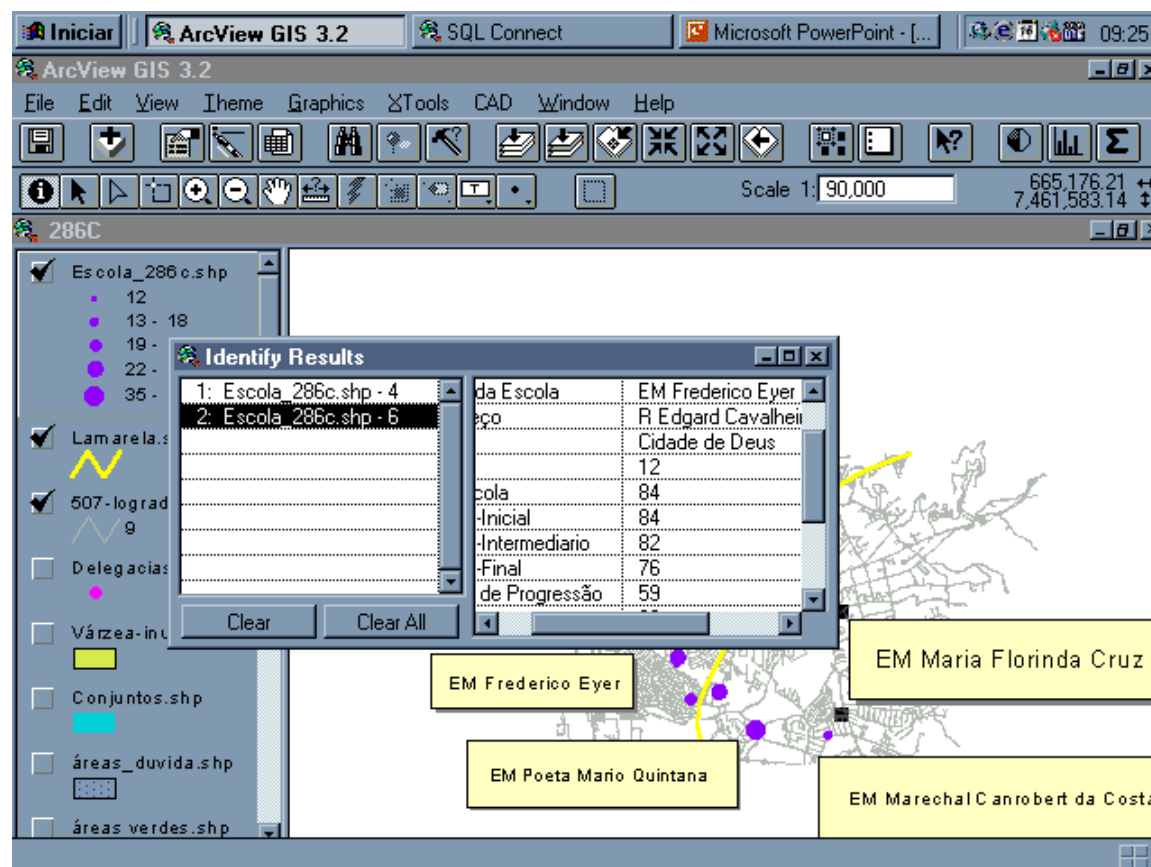 Iniciar ArcView GIS 3.2 SQL Connect Microsoft PowerPoint - [... 09:25
ArcView GIS 3.2
File Edit View Theme Graphics XTools CAD Window Help
Scale 1: 90,000 665,176.21
7,461,583.14
286C
Escola_286c.shp
12
13 - 18
19 -
22 -
35 -
Lamarela.s
507-lograd
9
Delegacias
Várzea-inu
Conjuntos.shp
áreas_duvida.shp
áreas verdes.shp
Identify Results
1: Escola_286c.shp - 4
2: Escola_286c.shp - 6
da Escola EM Frederico Eyer
eço R Edgard Cavalhei
Cidade de Deus
12
cola 84
-Inicial 84
-Intermediario 82
-Final 76
de Progressão 59
Clear Clear All
EM Frederico Eyer
EM Maria Florinda Cruz
EM Poeta Mario Quintana
EM Marechal Canrobert da Costa